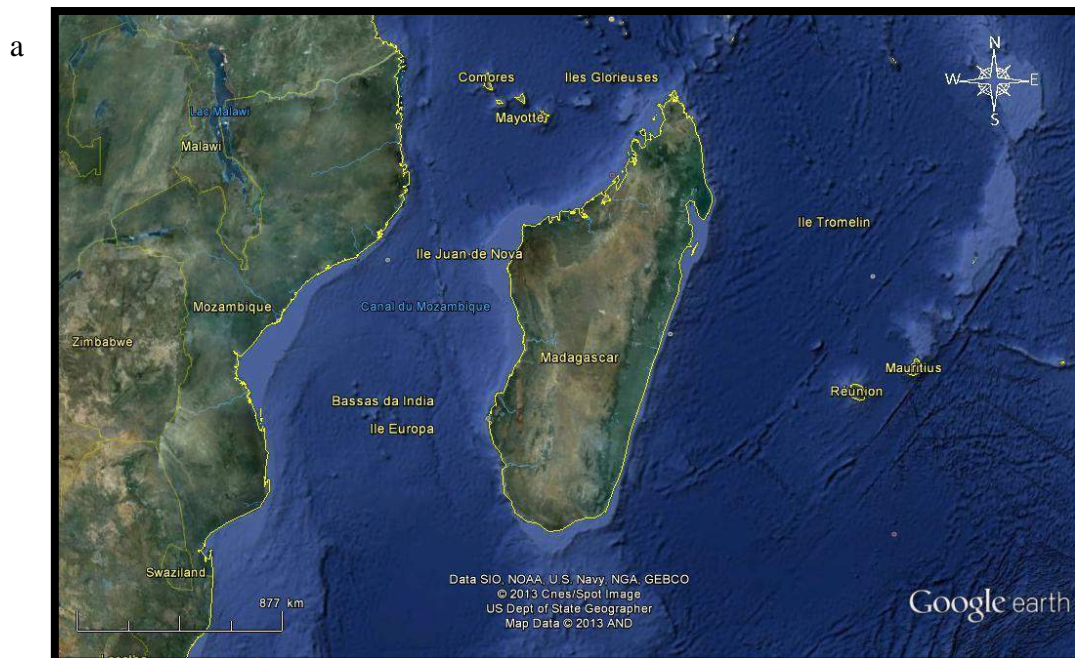 a
N
Comores
Iles Glorieuses
W E
Lac Malawi
Mayotte
S
Malawi
Ile Tromelin
Ile Juan de Nova
Mozambique
Canal du Mozambique
Zimbabwe
Madagascar
Mauritius
Réunion
Bassas da India
Ile Europa
Swaziland
Data SIO, NOAA, U.S. Navy, NGA, GEBCO
© 2013 Cnes/Spot Image
US Dept of State Geographer
Map Data © 2013 AND
877 km
Google earth